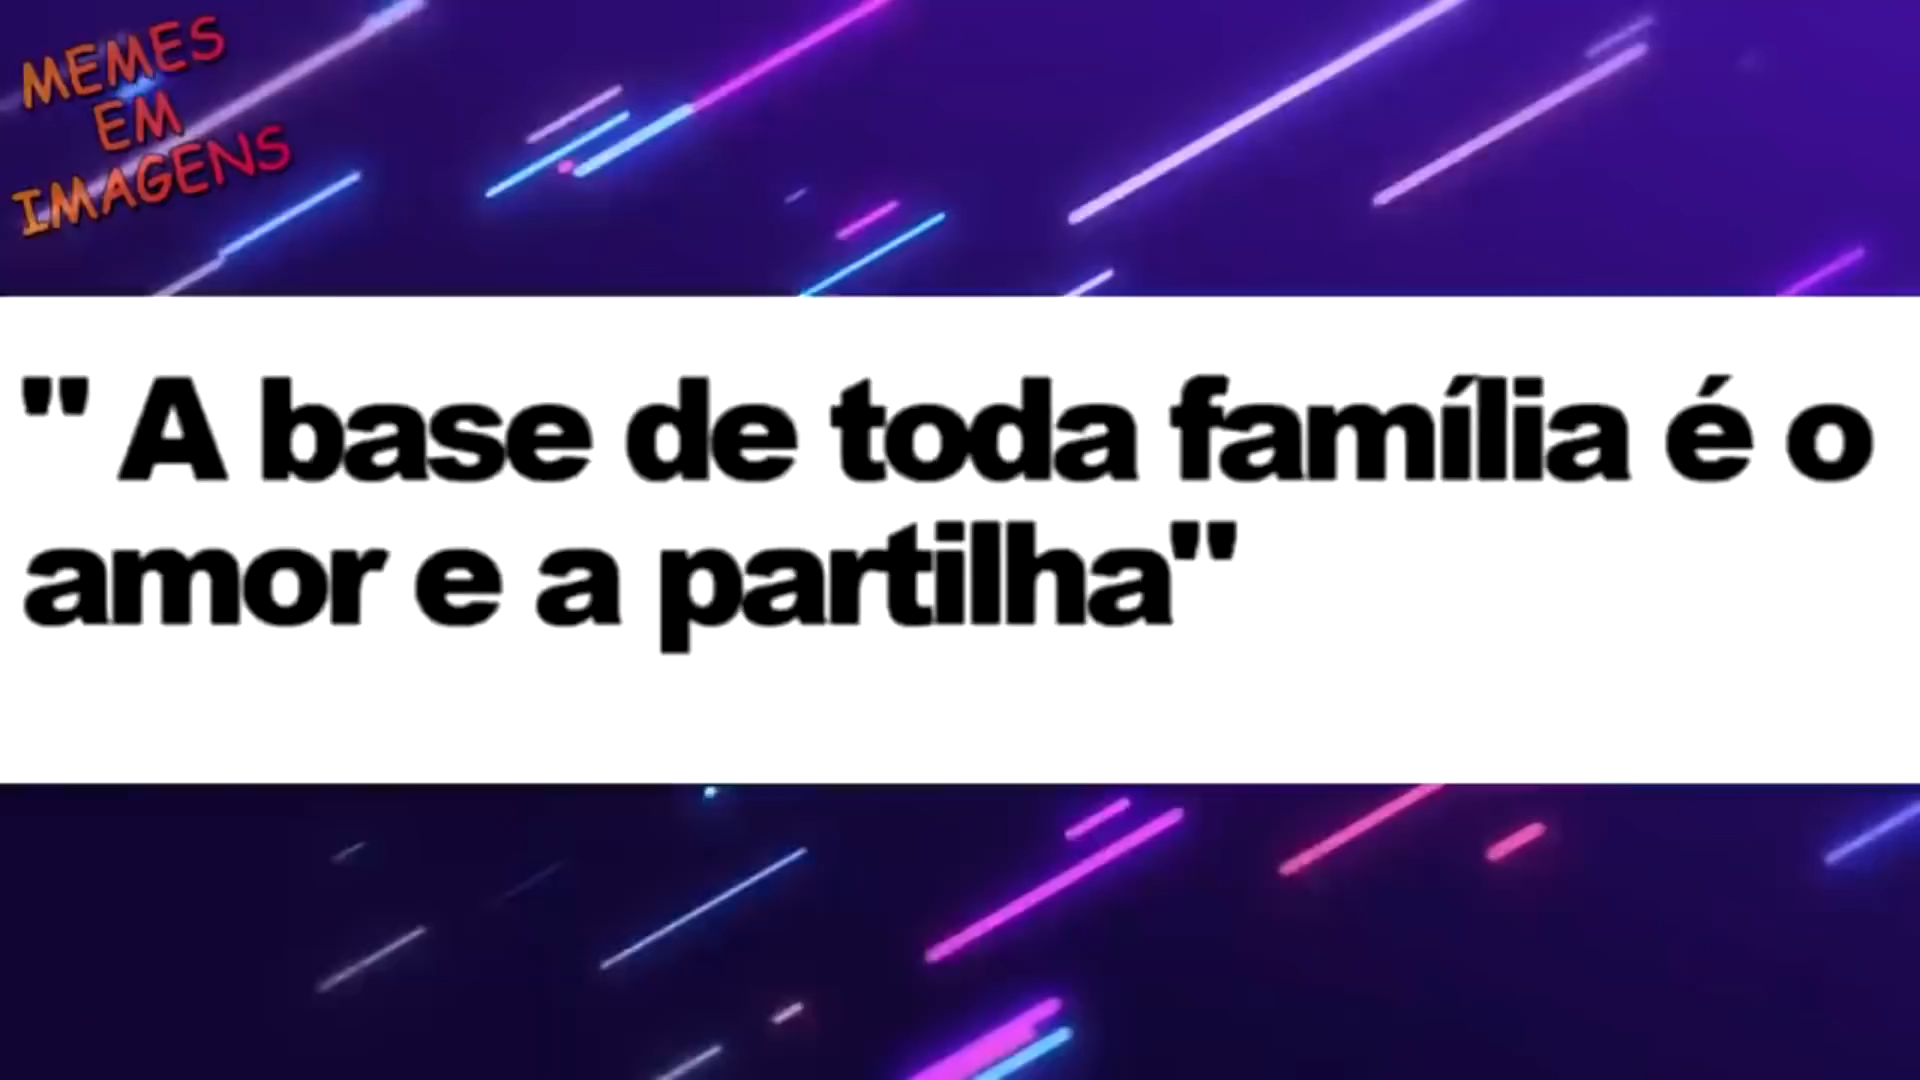 MEMES
EM
IMAGENS
" A base de toda família é o
amor e a partilha"